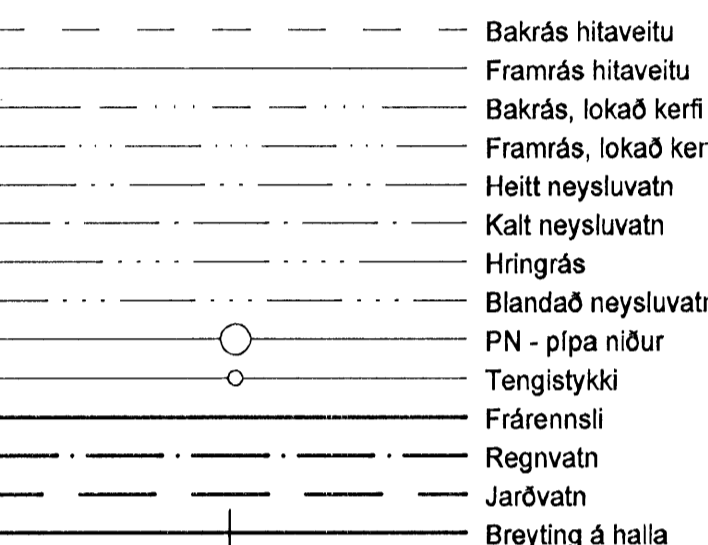 Bakrás hitaveitu
Framrás hitaveitu
Bakrás, lokað kerfi
Framrás, lokað ker
Heitt neysluvatn
Kalt neysluvatn
Hringrás
Blandað neysluvatn
PN - pípa niður
Tengistykki
Frárennsli
Regnvatn
Jarðvatn
Breyting á halla